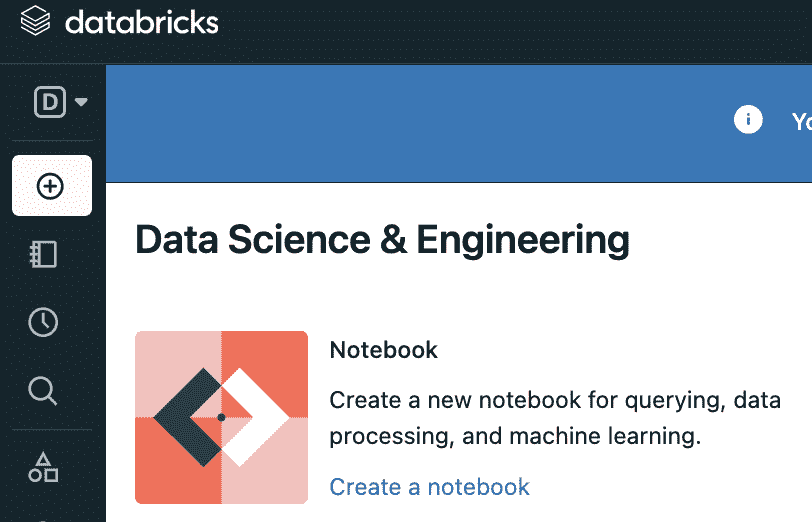 databricks
D
Yo
Data Science & Engineering
Notebook
Create a new notebook for querying, data
processing, and machine learning.
Create a notebook